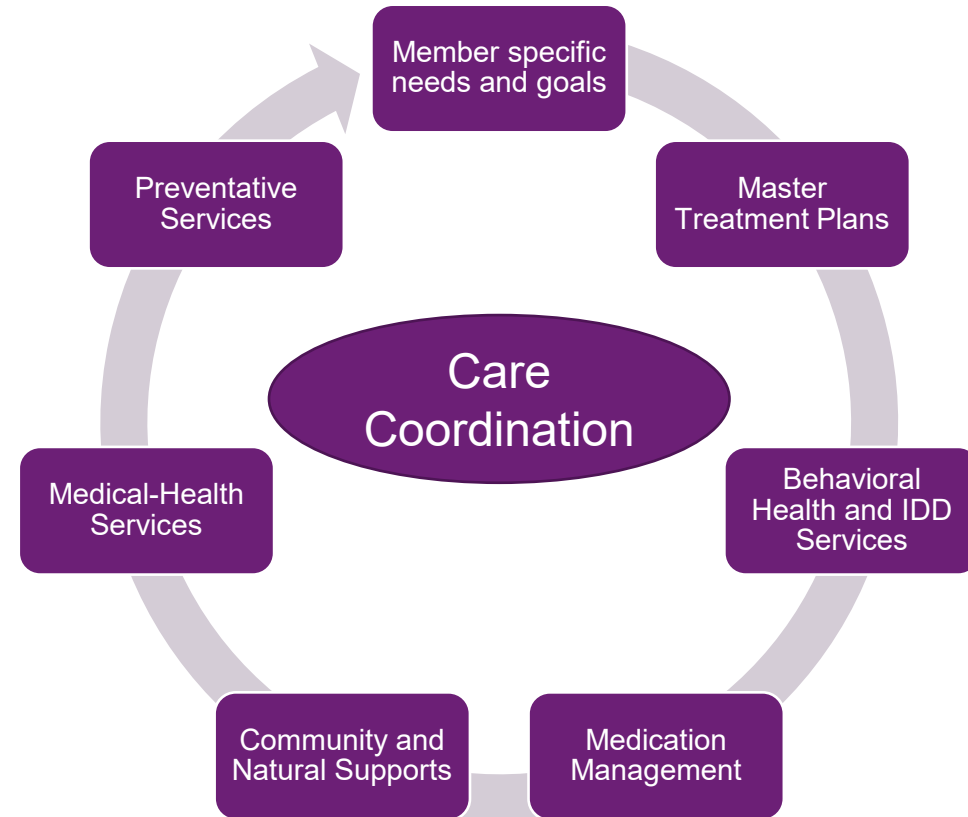 Member specific
needs and goals
Master
Treatment Plans
Behavioral
Health and IDD
Services
Medication
Management
Community and
Natural Supports
Medical-Health
Services
Preventative
Services
Care
Coordination